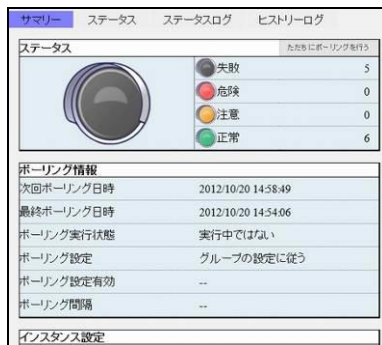 サマリー ステータス ステータスログ ヒストリーログ
ステータス ただちにポーリングを行う
失敗 5
危険 0
注意 0
正常 6
ポーリング情報
次回ポーリング日時 2012/10/20 14:58:49
最終ポーリング日時 2012/10/20 14:54:06
ポーリング実行状態 実行中ではない
ポーリング設定 グループの設定に従う
ポーリング設定有効 --
ポーリング間隔 --
インスタンス設定